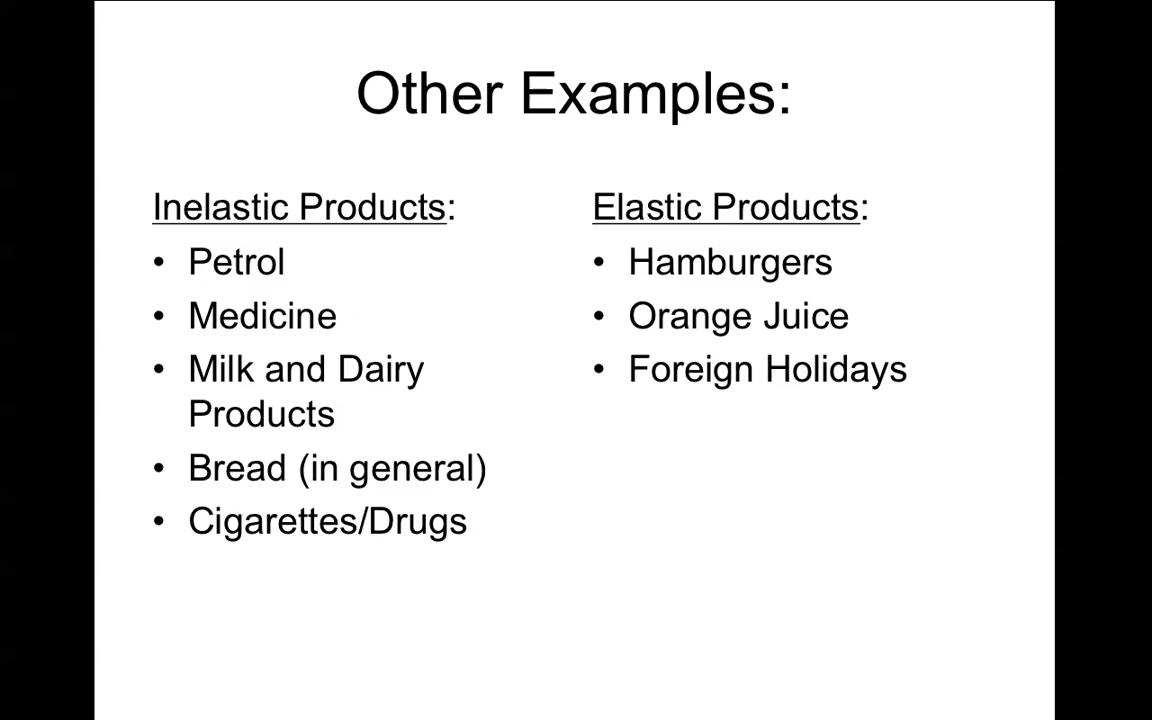 Other Examples:
Inelastic Products:
• Petrol
• Medicine
• Milk and Dairy
Products
• Bread (in general)
• Cigarettes/Drugs
Elastic Products:
• Hamburgers
• Orange Juice
• Foreign Holidays